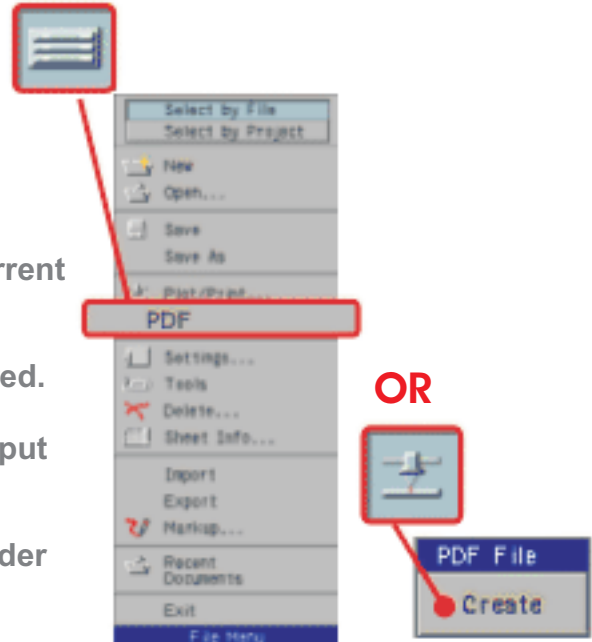 Select by File
Select by Project
New
Open...
Save
Save As
rrent
Plot/Print...
PDF
Settings...
ed.
Tools
OR
Delete...
put
Sheet Info...
Import
Export
Markup...
der
PDF File
Recent
Documents
Create
Exit
File Menu